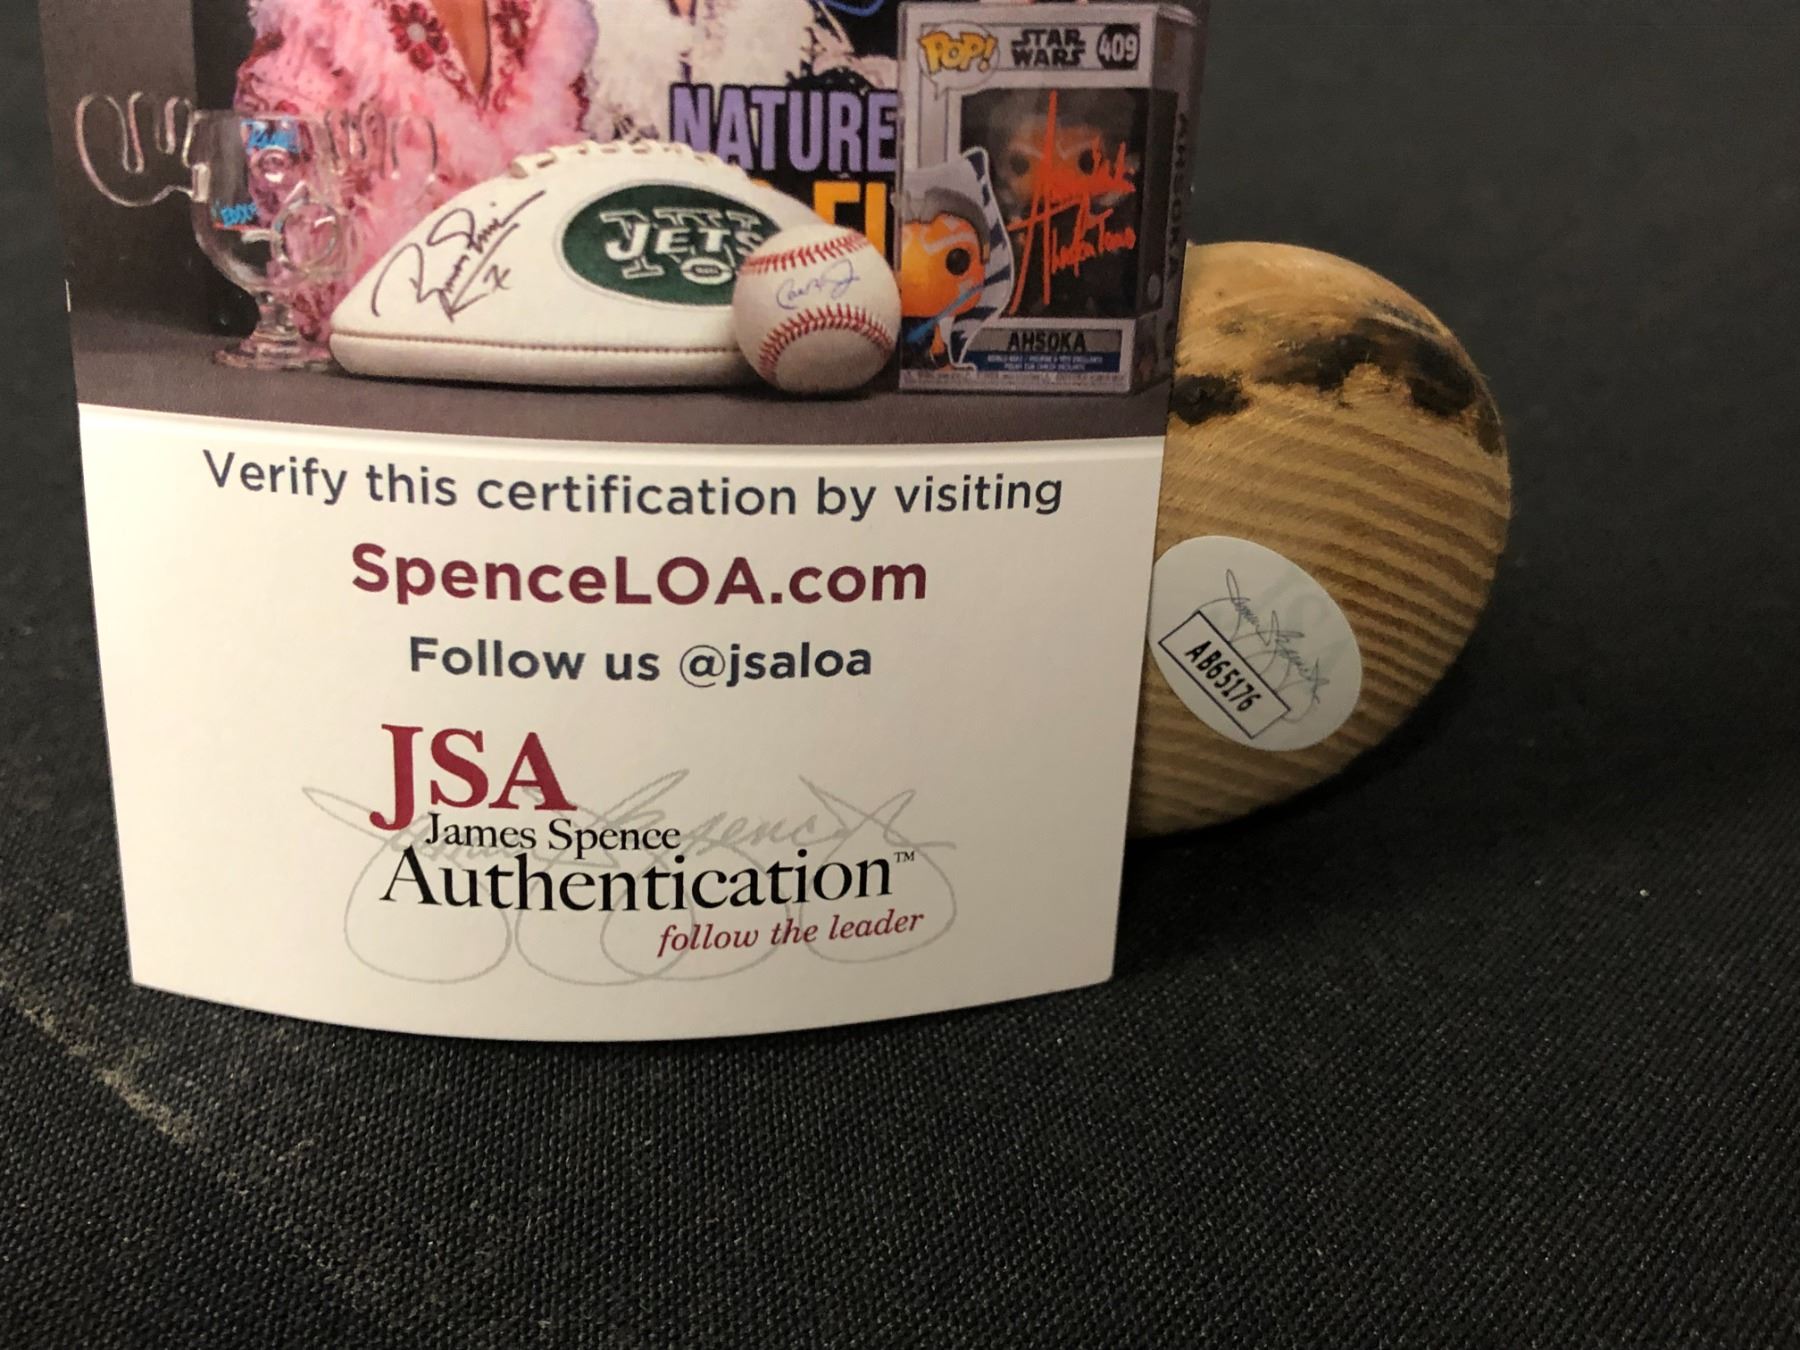 POP! STAR WARS 409
NATURE
JETS
AHSOKA
AHSOKA
Verify this certification by visiting
SpenceLOA.com
Follow us @jsaloa
JSA
James Spence
Authentication™
follow the leader
AB65176